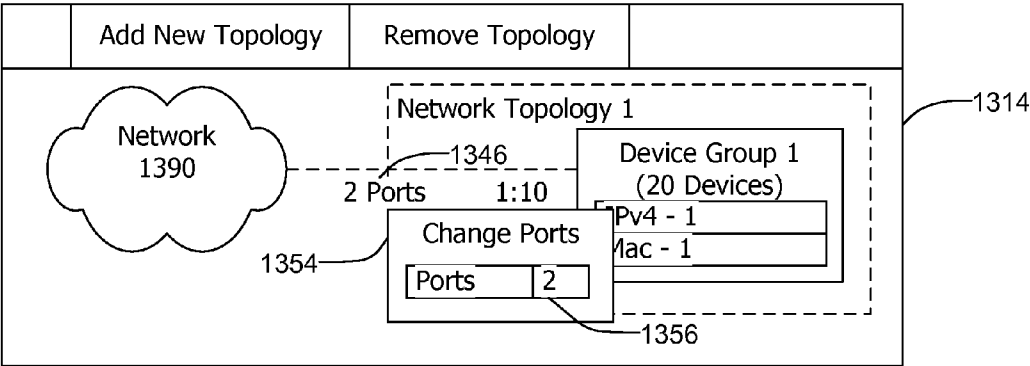 Add New Topology
Remove Topology
1314
Network Topology 1
Network
1390
1346
Device Group 1
(20 Devices)
2 Ports
1:10
IPv4 - 1
Change Ports
Mac - 1
1354
Ports
2
1356